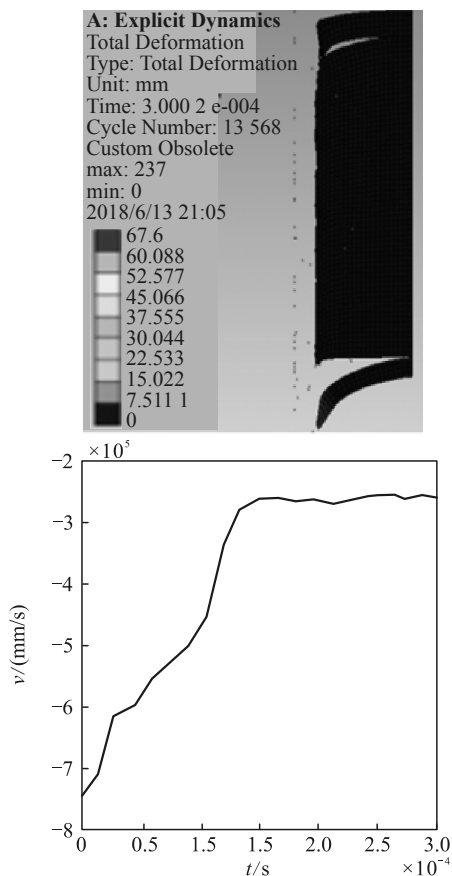 A: Explicit Dynamics
Total Deformation
Type: Total Deformation
Unit: mm
Time: 3.000 2 e-004
Cycle Number: 13 568
Custom Obsolete
max: 237
min: 0
2018/6/13 21:05
67.6
60.088
52.577
45.066
37.555
30.044
22.533
15.022
7.511 1
0
×10⁵
−2
−3
−4
−5
−6
−7
−8
v/(mm/s)
0 0.5 1.5 1.5 2.0 2.5 3.0
t/s ×10⁻⁴